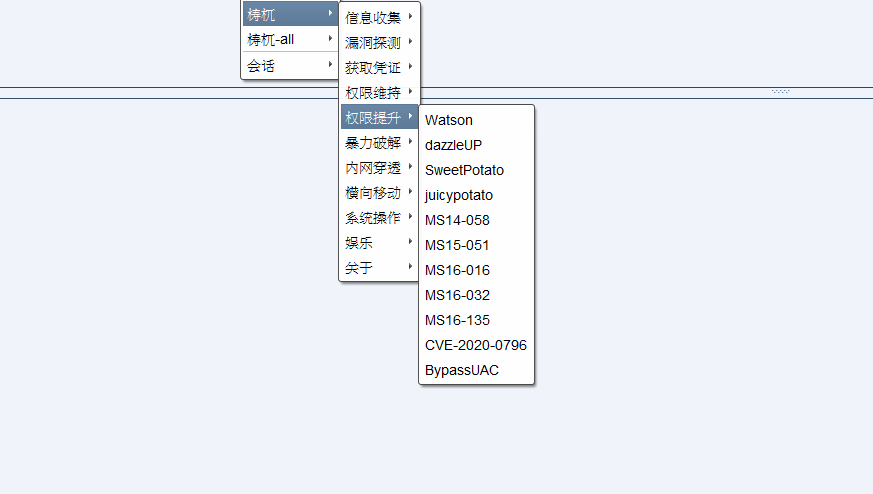 梼杌
梼杌-all
会话
信息收集
漏洞探测
获取凭证
权限维持
权限提升
暴力破解
内网穿透
横向移动
系统操作
娱乐
关于
Watson
dazzleUP
SweetPotato
juicypotato
MS14-058
MS15-051
MS16-016
MS16-032
MS16-135
CVE-2020-0796
BypassUAC